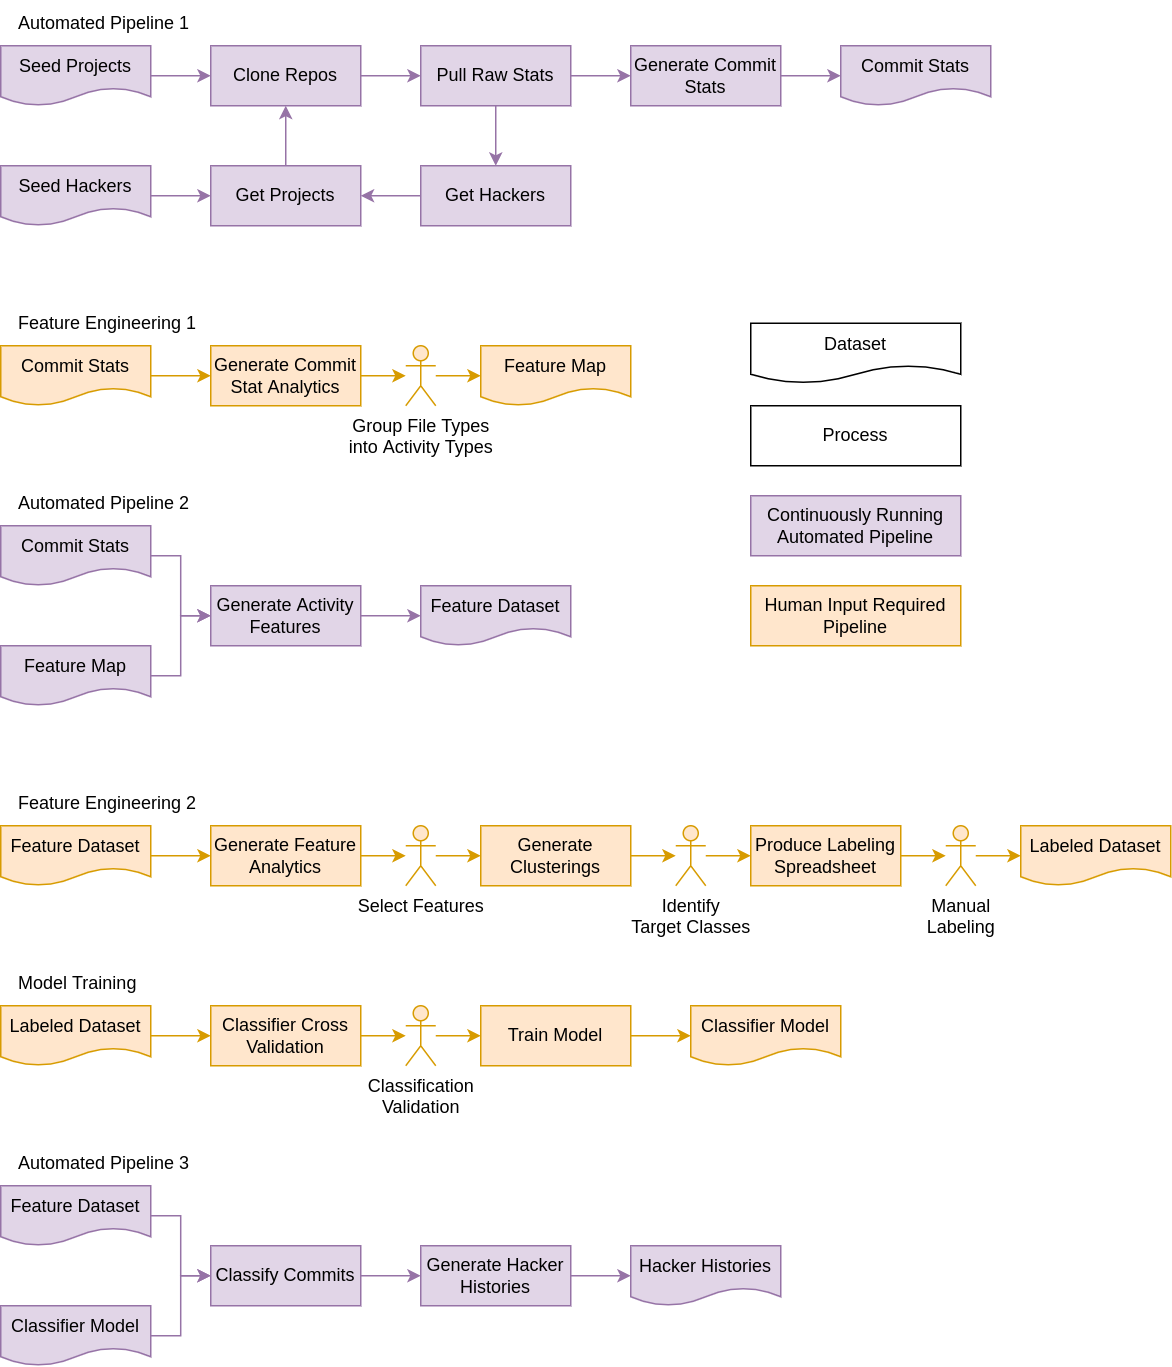 Automated Pipeline 1
Seed Projects
Clone Repos
Pull Raw Stats
Generate Commit
Stats
Commit Stats
Seed Hackers
Get Projects
Get Hackers
Feature Engineering 1
Commit Stats
Generate Commit
Stat Analytics
Group File Types
into Activity Types
Feature Map
Dataset
Process
Continuously Running
Automated Pipeline
Human Input Required
Pipeline
Automated Pipeline 2
Commit Stats
Feature Map
Generate Activity
Features
Feature Dataset
Feature Engineering 2
Feature Dataset
Generate Feature
Analytics
Select Features
Generate
Clusterings
Identify
Target Classes
Produce Labeling
Spreadsheet
Manual
Labeling
Labeled Dataset
Model Training
Labeled Dataset
Classifier Cross
Validation
Classification
Validation
Train Model
Classifier Model
Automated Pipeline 3
Feature Dataset
Classifier Model
Classify Commits
Generate Hacker
Histories
Hacker Histories